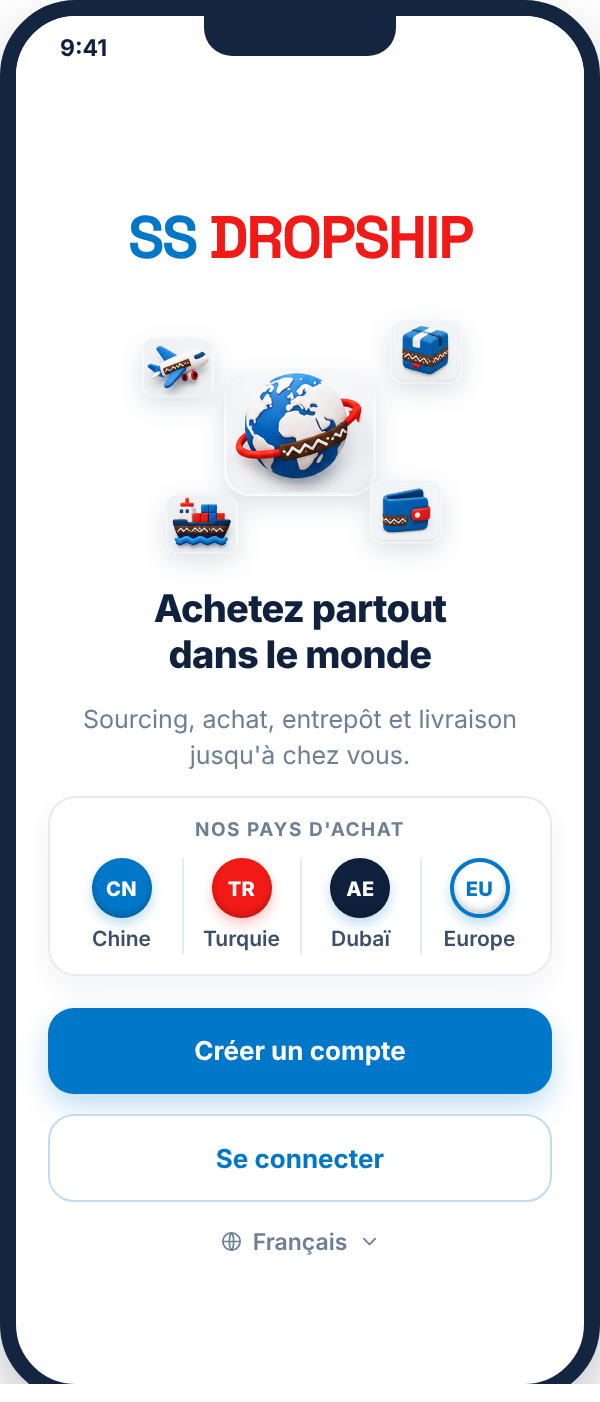 9:41
SS DROPSHIP
Achetez partout
dans le monde
Sourcing, achat, entrepôt et livraison
jusqu'à chez vous.
NOS PAYS D'ACHAT
CN TR AE EU
Chine Turquie Dubaï Europe
Créer un compte
Se connecter
Français